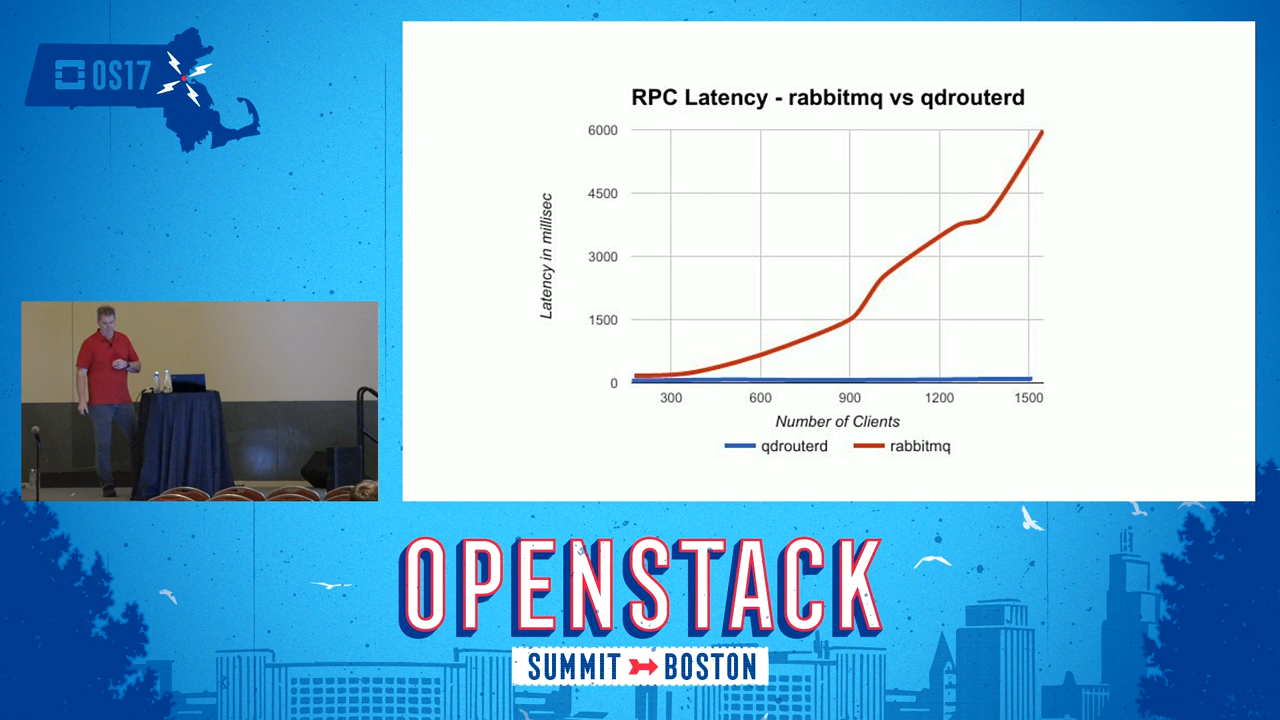 OS17
RPC Latency - rabbitmq vs qdrouterd
6000
4500
3000
1500
0
Latency in millisec
300 600 900 1200 1500
Number of Clients
qdrouterd rabbitmq
OPENSTACK
SUMMIT BOSTON